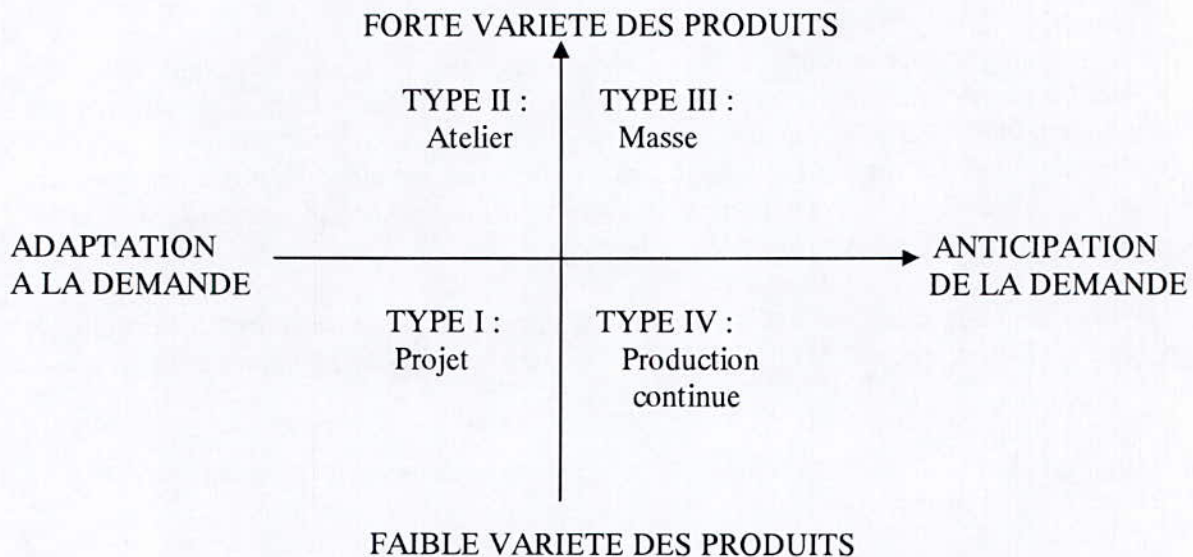 FORTE VARIETE DES PRODUITS
TYPE II :
Atelier
TYPE III :
Masse
ADAPTATION
A LA DEMANDE
ANTICIPATION
DE LA DEMANDE
TYPE I :
Projet
TYPE IV :
Production
continue
FAIBLE VARIETE DES PRODUITS